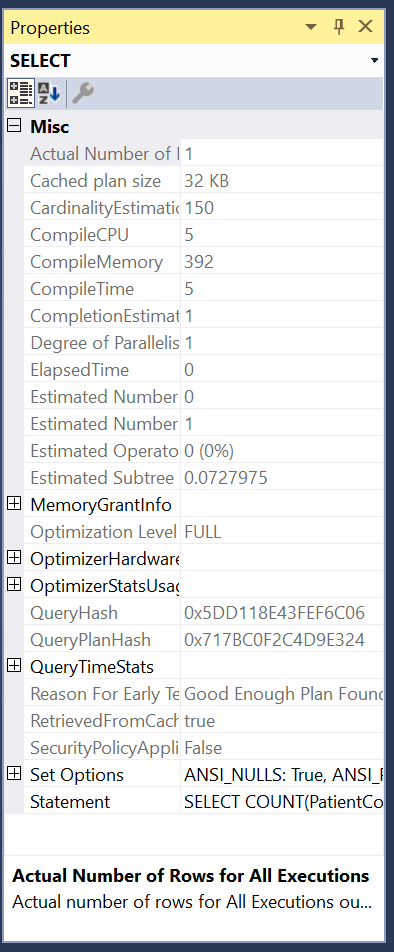 Properties
SELECT
Misc
Actual Number of I 1
Cached plan size 32 KB
CardinalityEstimatic 150
CompileCPU 5
CompileMemory 392
CompileTime 5
CompletionEstimat 1
Degree of Parallelis 1
ElapsedTime 0
Estimated Number 0
Estimated Number 1
Estimated Operato 0 (0%)
Estimated Subtree 0.0727975
MemoryGrantInfo
Optimization Level FULL
OptimizerHardware
OptimizerStatsUsag
QueryHash 0x5DD118E43FEF6C06
QueryPlanHash 0x717BC0F2C4D9E324
QueryTimeStats
Reason For Early Te Good Enough Plan Found
RetrievedFromCach true
SecurityPolicyAppli False
Set Options ANSI_NULLS: True, ANSI_P
Statement SELECT COUNT(PatientCo
Actual Number of Rows for All Executions
Actual number of rows for All Executions ou...